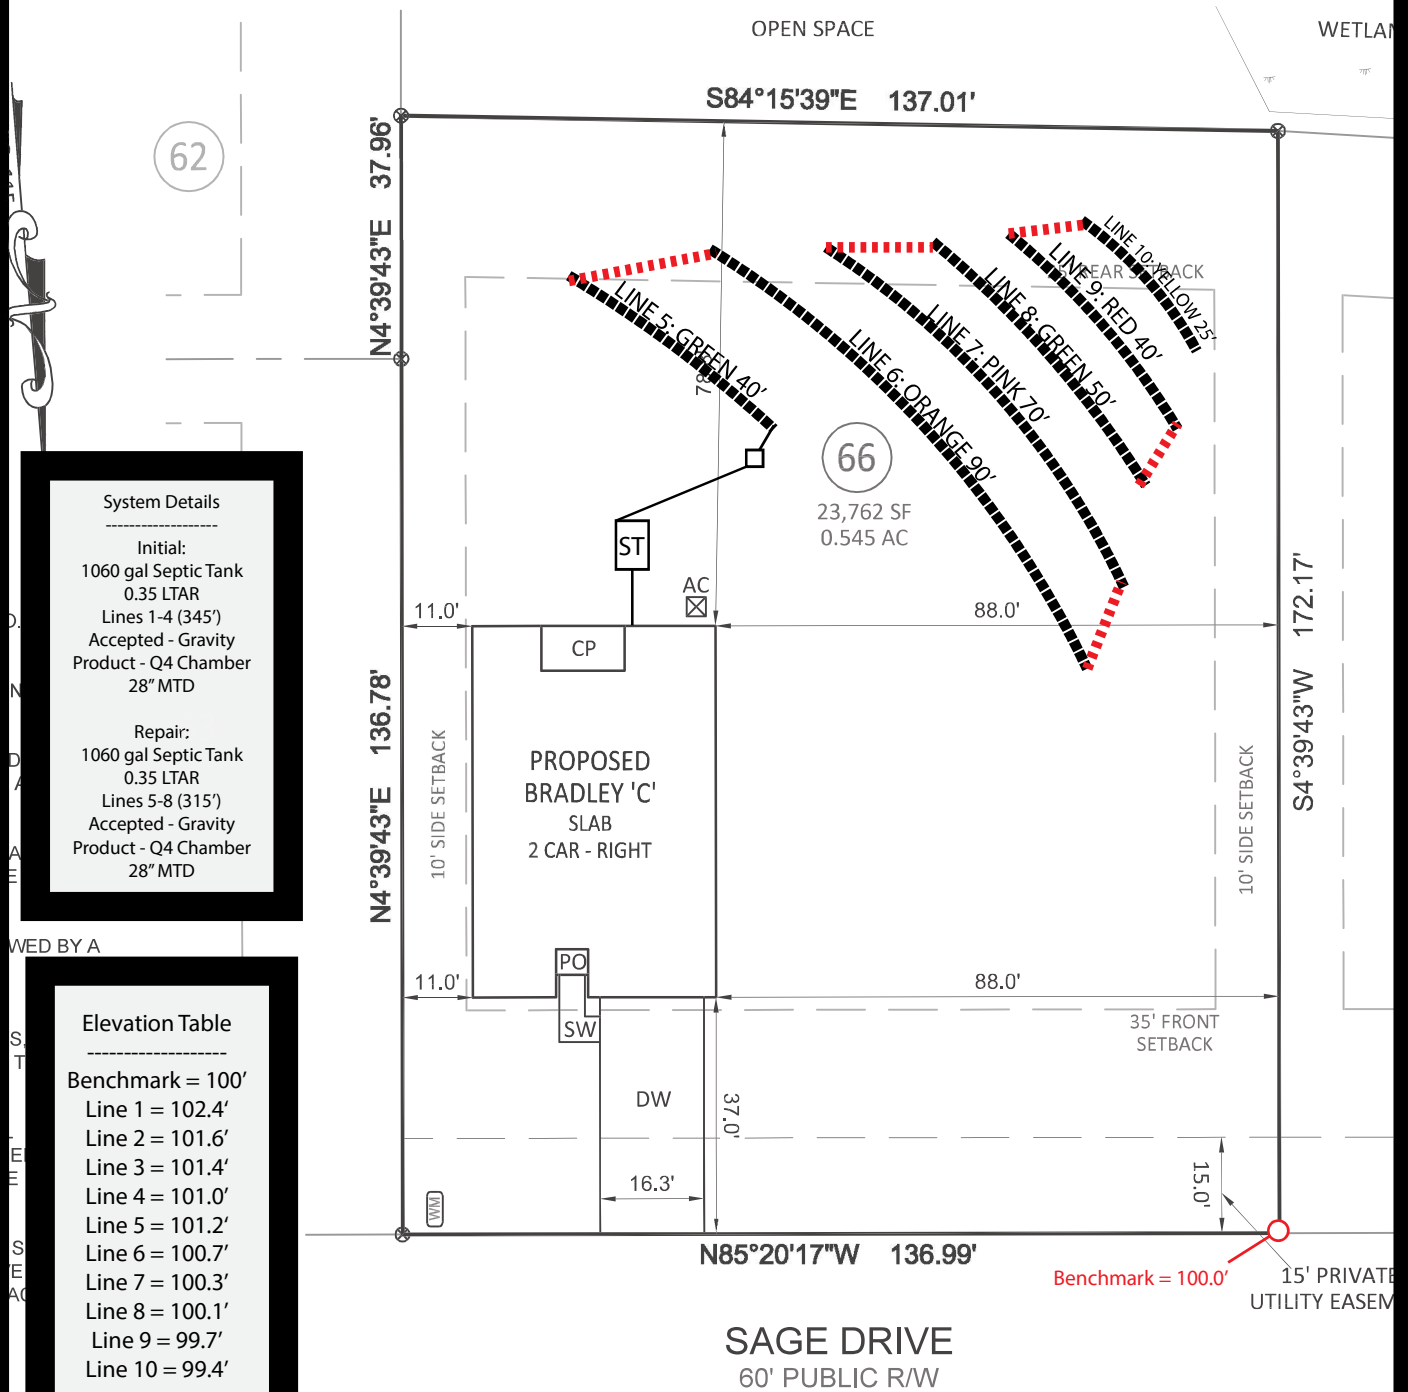 OPEN SPACE
S84°15'39"E 137.01'
62
N4°39'43"E 37.96'
LINE 5: GREEN 40'
LINE 6: ORANGE 90'
LINE 7: PINK 70'
LINE 8: GREEN 50'
LINE 9: RED 40'
LINE 10: YELLOW 25'
SETBACK
66
23,762 SF
0.545 AC
ST
AC
11.0'
88.0'
CP
N4°39'43"E 136.78'
S4°39'43"W 172.17'
10' SIDE SETBACK
PROPOSED
BRADLEY 'C'
SLAB
2 CAR - RIGHT
10' SIDE SETBACK
PO
SW
11.0'
88.0'
35' FRONT
SETBACK
DW
37.0'
16.3'
15.0'
WM
N85°20'17"W 136.99'
Benchmark = 100.0'
15' PRIVATE
UTILITY
SAGE DRIVE
60' PUBLIC R/W
System Details
-------------------
Initial:
1060 gal Septic Tank
0.35 LTAR
Lines 1-4 (345')
Accepted - Gravity
Product - Q4 Chamber
28" MTD
Repair:
1060 gal Septic Tank
0.35 LTAR
Lines 5-8 (315')
Accepted - Gravity
Product - Q4 Chamber
28" MTD
WED BY A
Elevation Table
-------------------
Benchmark = 100'
Line 1 = 102.4'
Line 2 = 101.6'
Line 3 = 101.4'
Line 4 = 101.0'
Line 5 = 101.2'
Line 6 = 100.7'
Line 7 = 100.3'
Line 8 = 100.1'
Line 9 = 99.7'
Line 10 = 99.4'